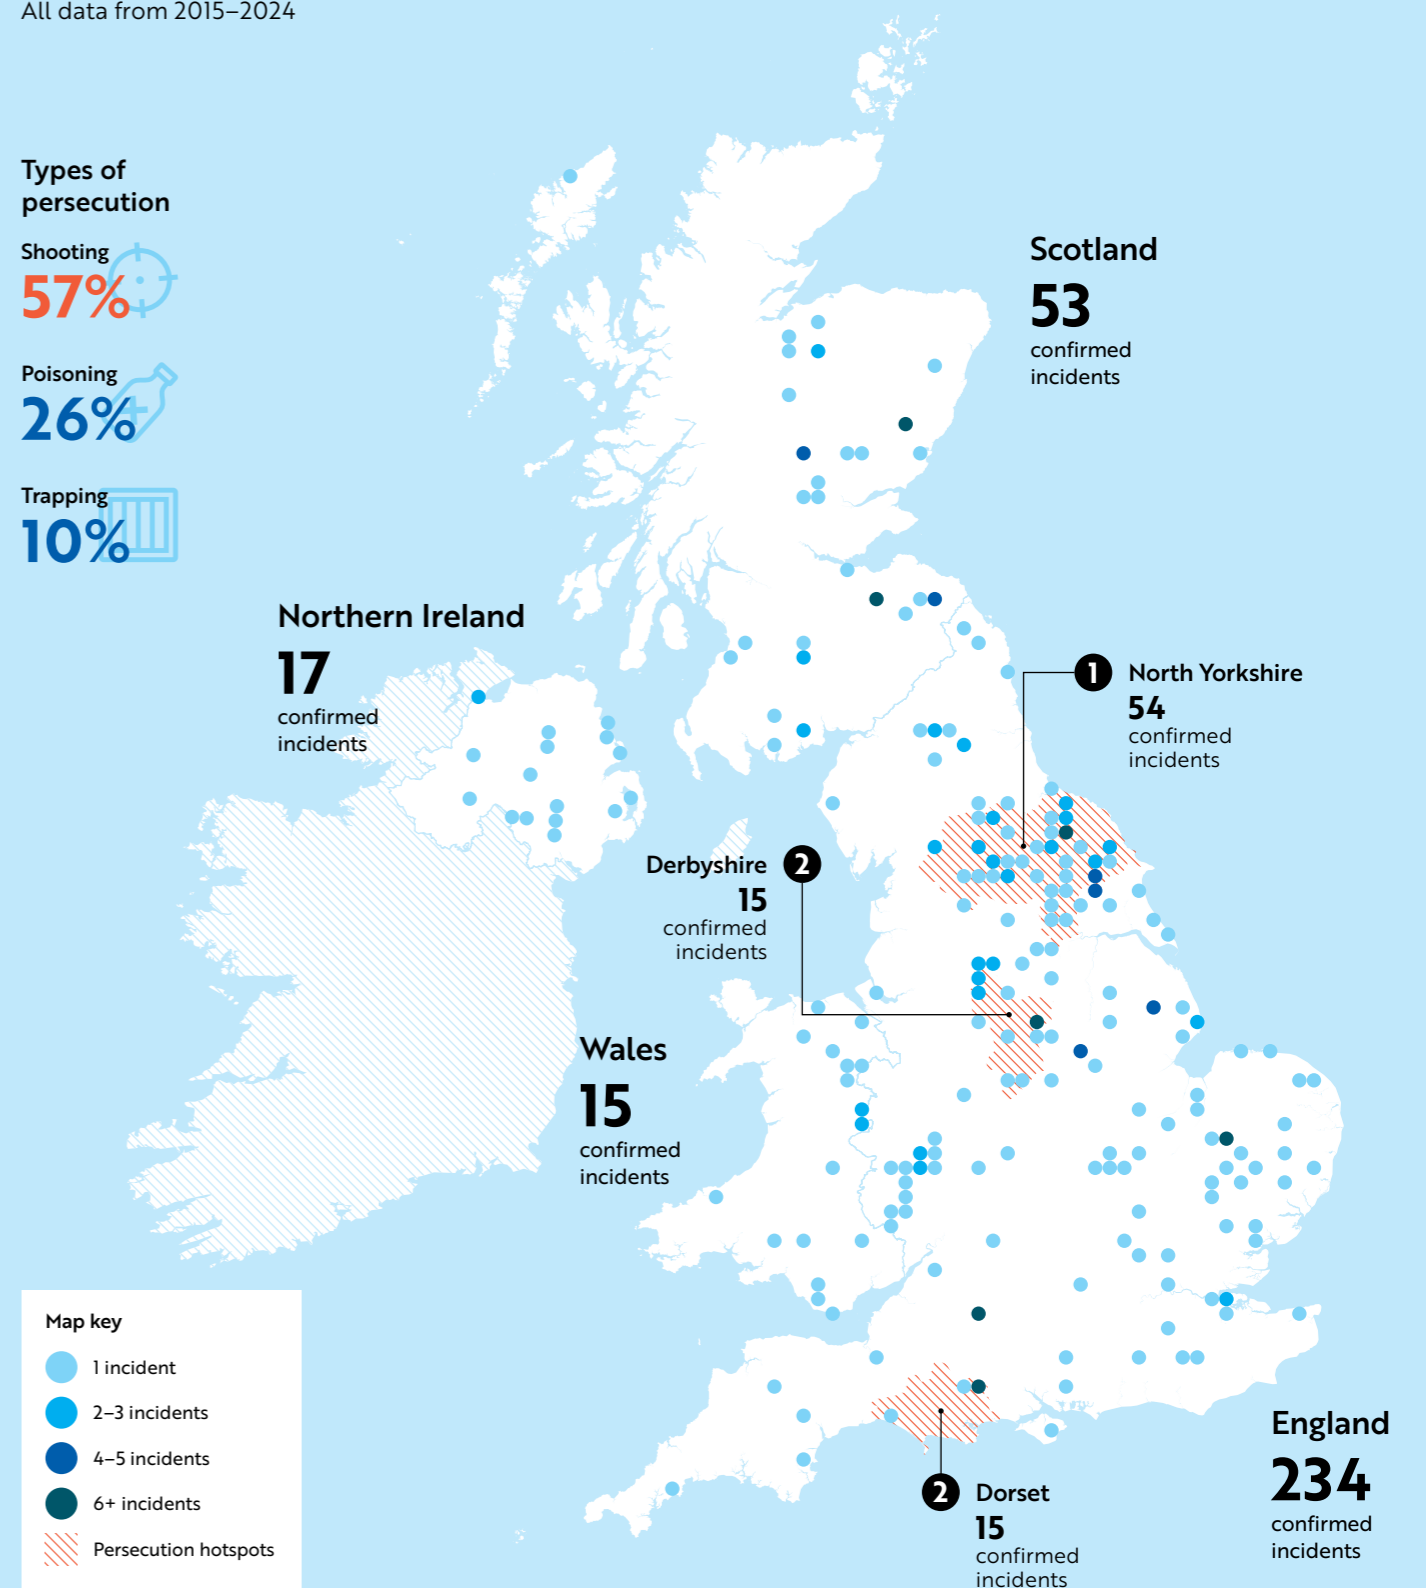 All data from 2015–2024
Types of
persecution
Shooting
57%
Poisoning
26%
Trapping
10%
Scotland
53
confirmed
incidents
Northern Ireland
17
confirmed
incidents
1
North Yorkshire
54
confirmed
incidents
Derbyshire
2
15
confirmed
incidents
Wales
15
confirmed
incidents
Map key
1 incident
2–3 incidents
4–5 incidents
6+ incidents
Persecution hotspots
2
Dorset
15
confirmed
incidents
England
234
confirmed
incidents